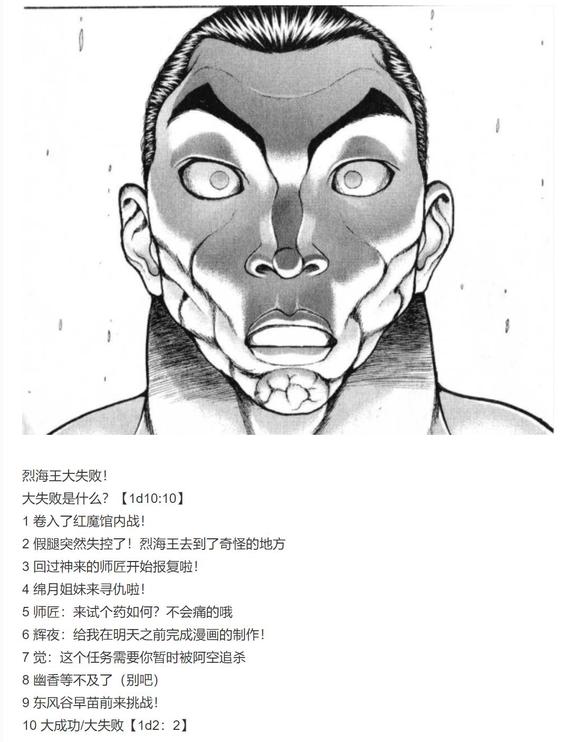 烈海王大失败！
大失败是什么？【1d10:10】
1 卷入了红魔馆内战！
2 假腿突然失控了！烈海王去到了奇怪的地方
3 回过神来的师匠开始报复啦！
4 绵月姐妹来寻仇啦！
5 师匠：来试个药如何？不会痛的哦
6 辉夜：给我在明天之前完成漫画的制作！
7 觉：这个任务需要你暂时被阿空追杀
8 幽香等不及了（别吧）
9 东风谷早苗前来挑战！
10 大成功/大失败【1d2：2】